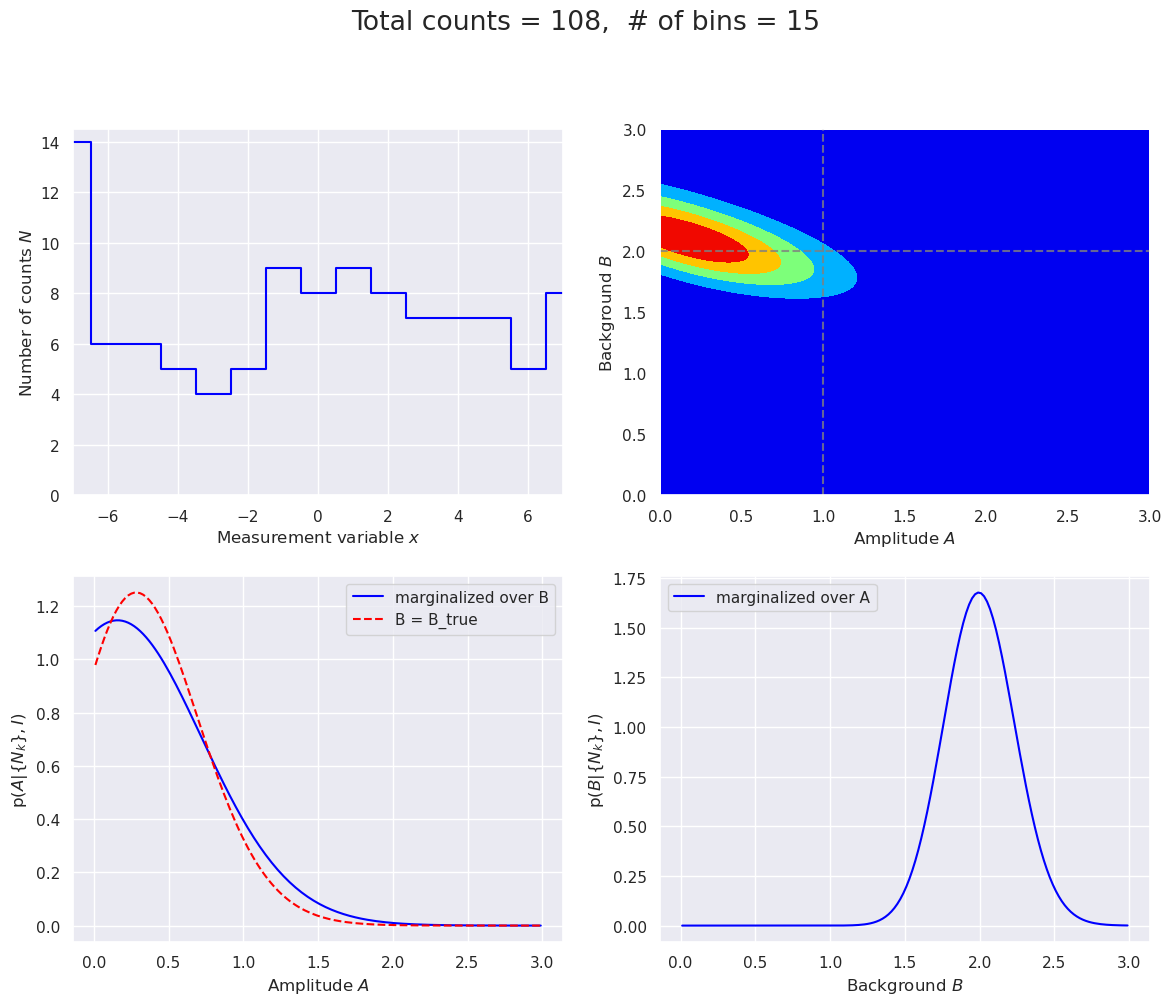 Total counts = 108,  # of bins = 15
Number of counts N
14
12
10
8
6
4
2
0
−6 −4 −2 0 2 4 6
Measurement variable x
Background B
3.0
2.5
2.0
1.5
1.0
0.5
0.0
0.0 0.5 1.0 1.5 2.0 2.5 3.0
Amplitude A
p(A|{N_k}, I)
1.2
1.0
0.8
0.6
0.4
0.2
0.0
marginalized over B
B = B_true
0.0 0.5 1.0 1.5 2.0 2.5 3.0
Amplitude A
p(B|{N_k}, I)
1.75
1.50
1.25
1.00
0.75
0.50
0.25
0.00
marginalized over A
0.0 0.5 1.0 1.5 2.0 2.5 3.0
Background B